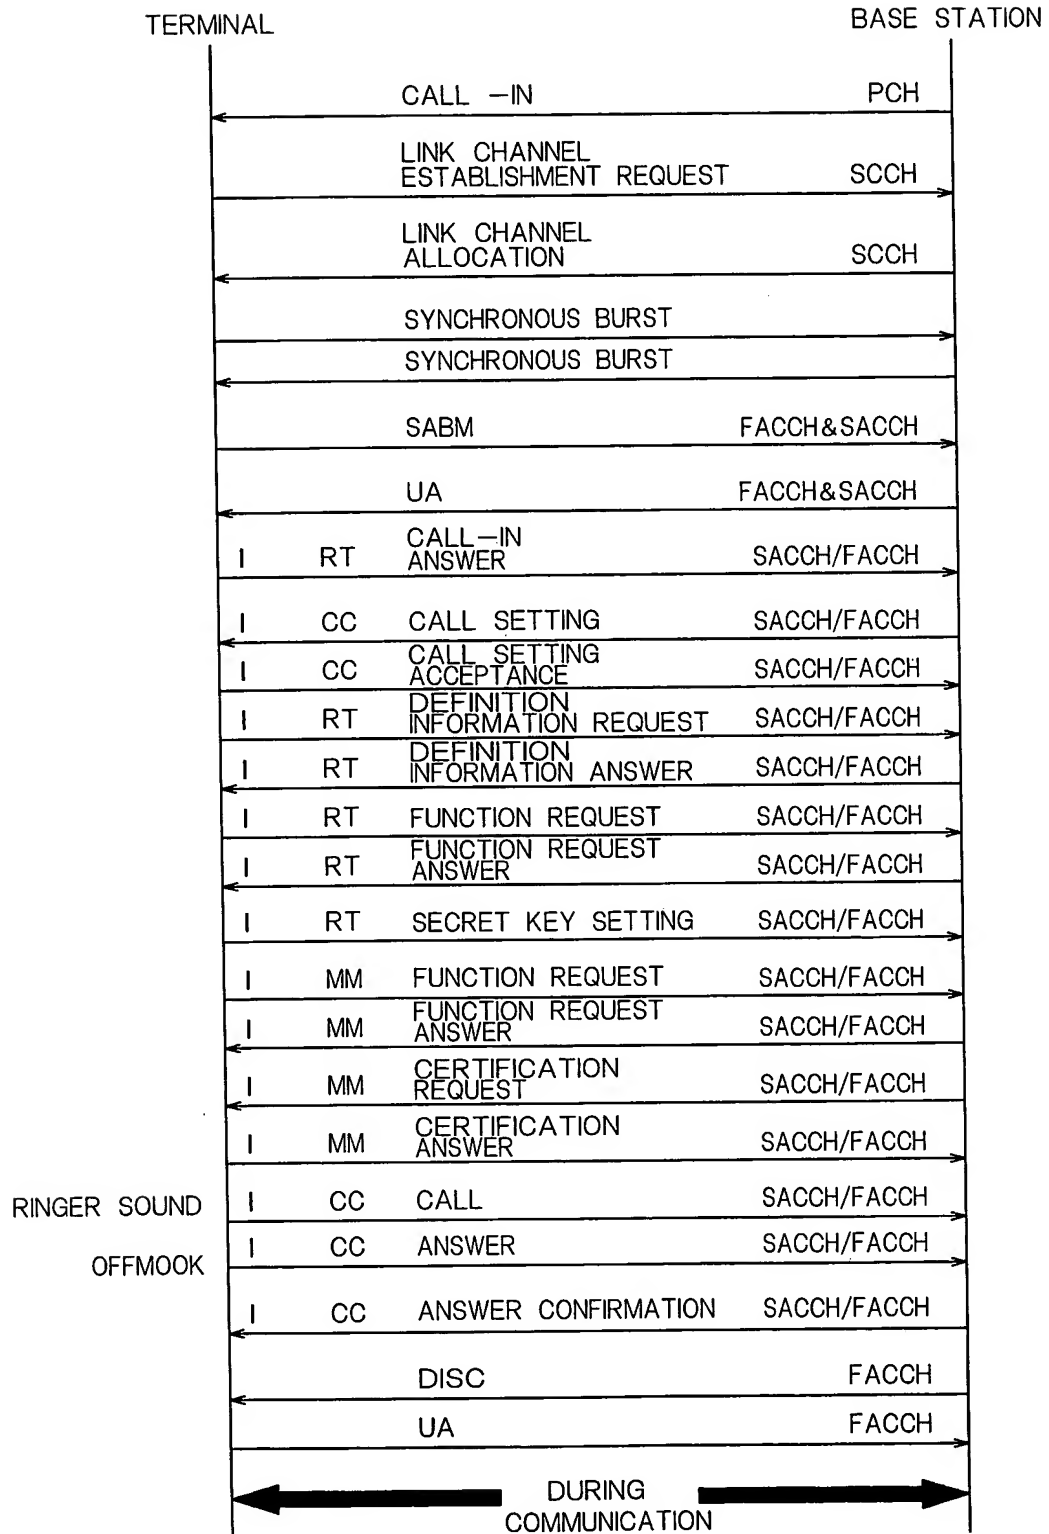 TERMINAL BASE STATION
CALL -IN PCH
LINK CHANNEL
ESTABLISHMENT REQUEST SCCH
LINK CHANNEL
ALLOCATION SCCH
SYNCHRONOUS BURST
SYNCHRONOUS BURST
SABM FACCH&SACCH
UA FACCH&SACCH
CALL-IN
I RT ANSWER SACCH/FACCH
I CC CALL SETTING SACCH/FACCH
CALL SETTING
I CC ACCEPTANCE SACCH/FACCH
DEFINITION
I RT INFORMATION REQUEST SACCH/FACCH
DEFINITION
I RT INFORMATION ANSWER SACCH/FACCH
I RT FUNCTION REQUEST SACCH/FACCH
FUNCTION REQUEST
I RT ANSWER SACCH/FACCH
I RT SECRET KEY SETTING SACCH/FACCH
I MM FUNCTION REQUEST SACCH/FACCH
FUNCTION REQUEST
I MM ANSWER SACCH/FACCH
CERTIFICATION
I MM REQUEST SACCH/FACCH
CERTIFICATION
I MM ANSWER SACCH/FACCH
RINGER SOUND I CC CALL SACCH/FACCH
OFFMOOK I CC ANSWER SACCH/FACCH
I CC ANSWER CONFIRMATION SACCH/FACCH
DISC FACCH
UA FACCH
DURING
COMMUNICATION